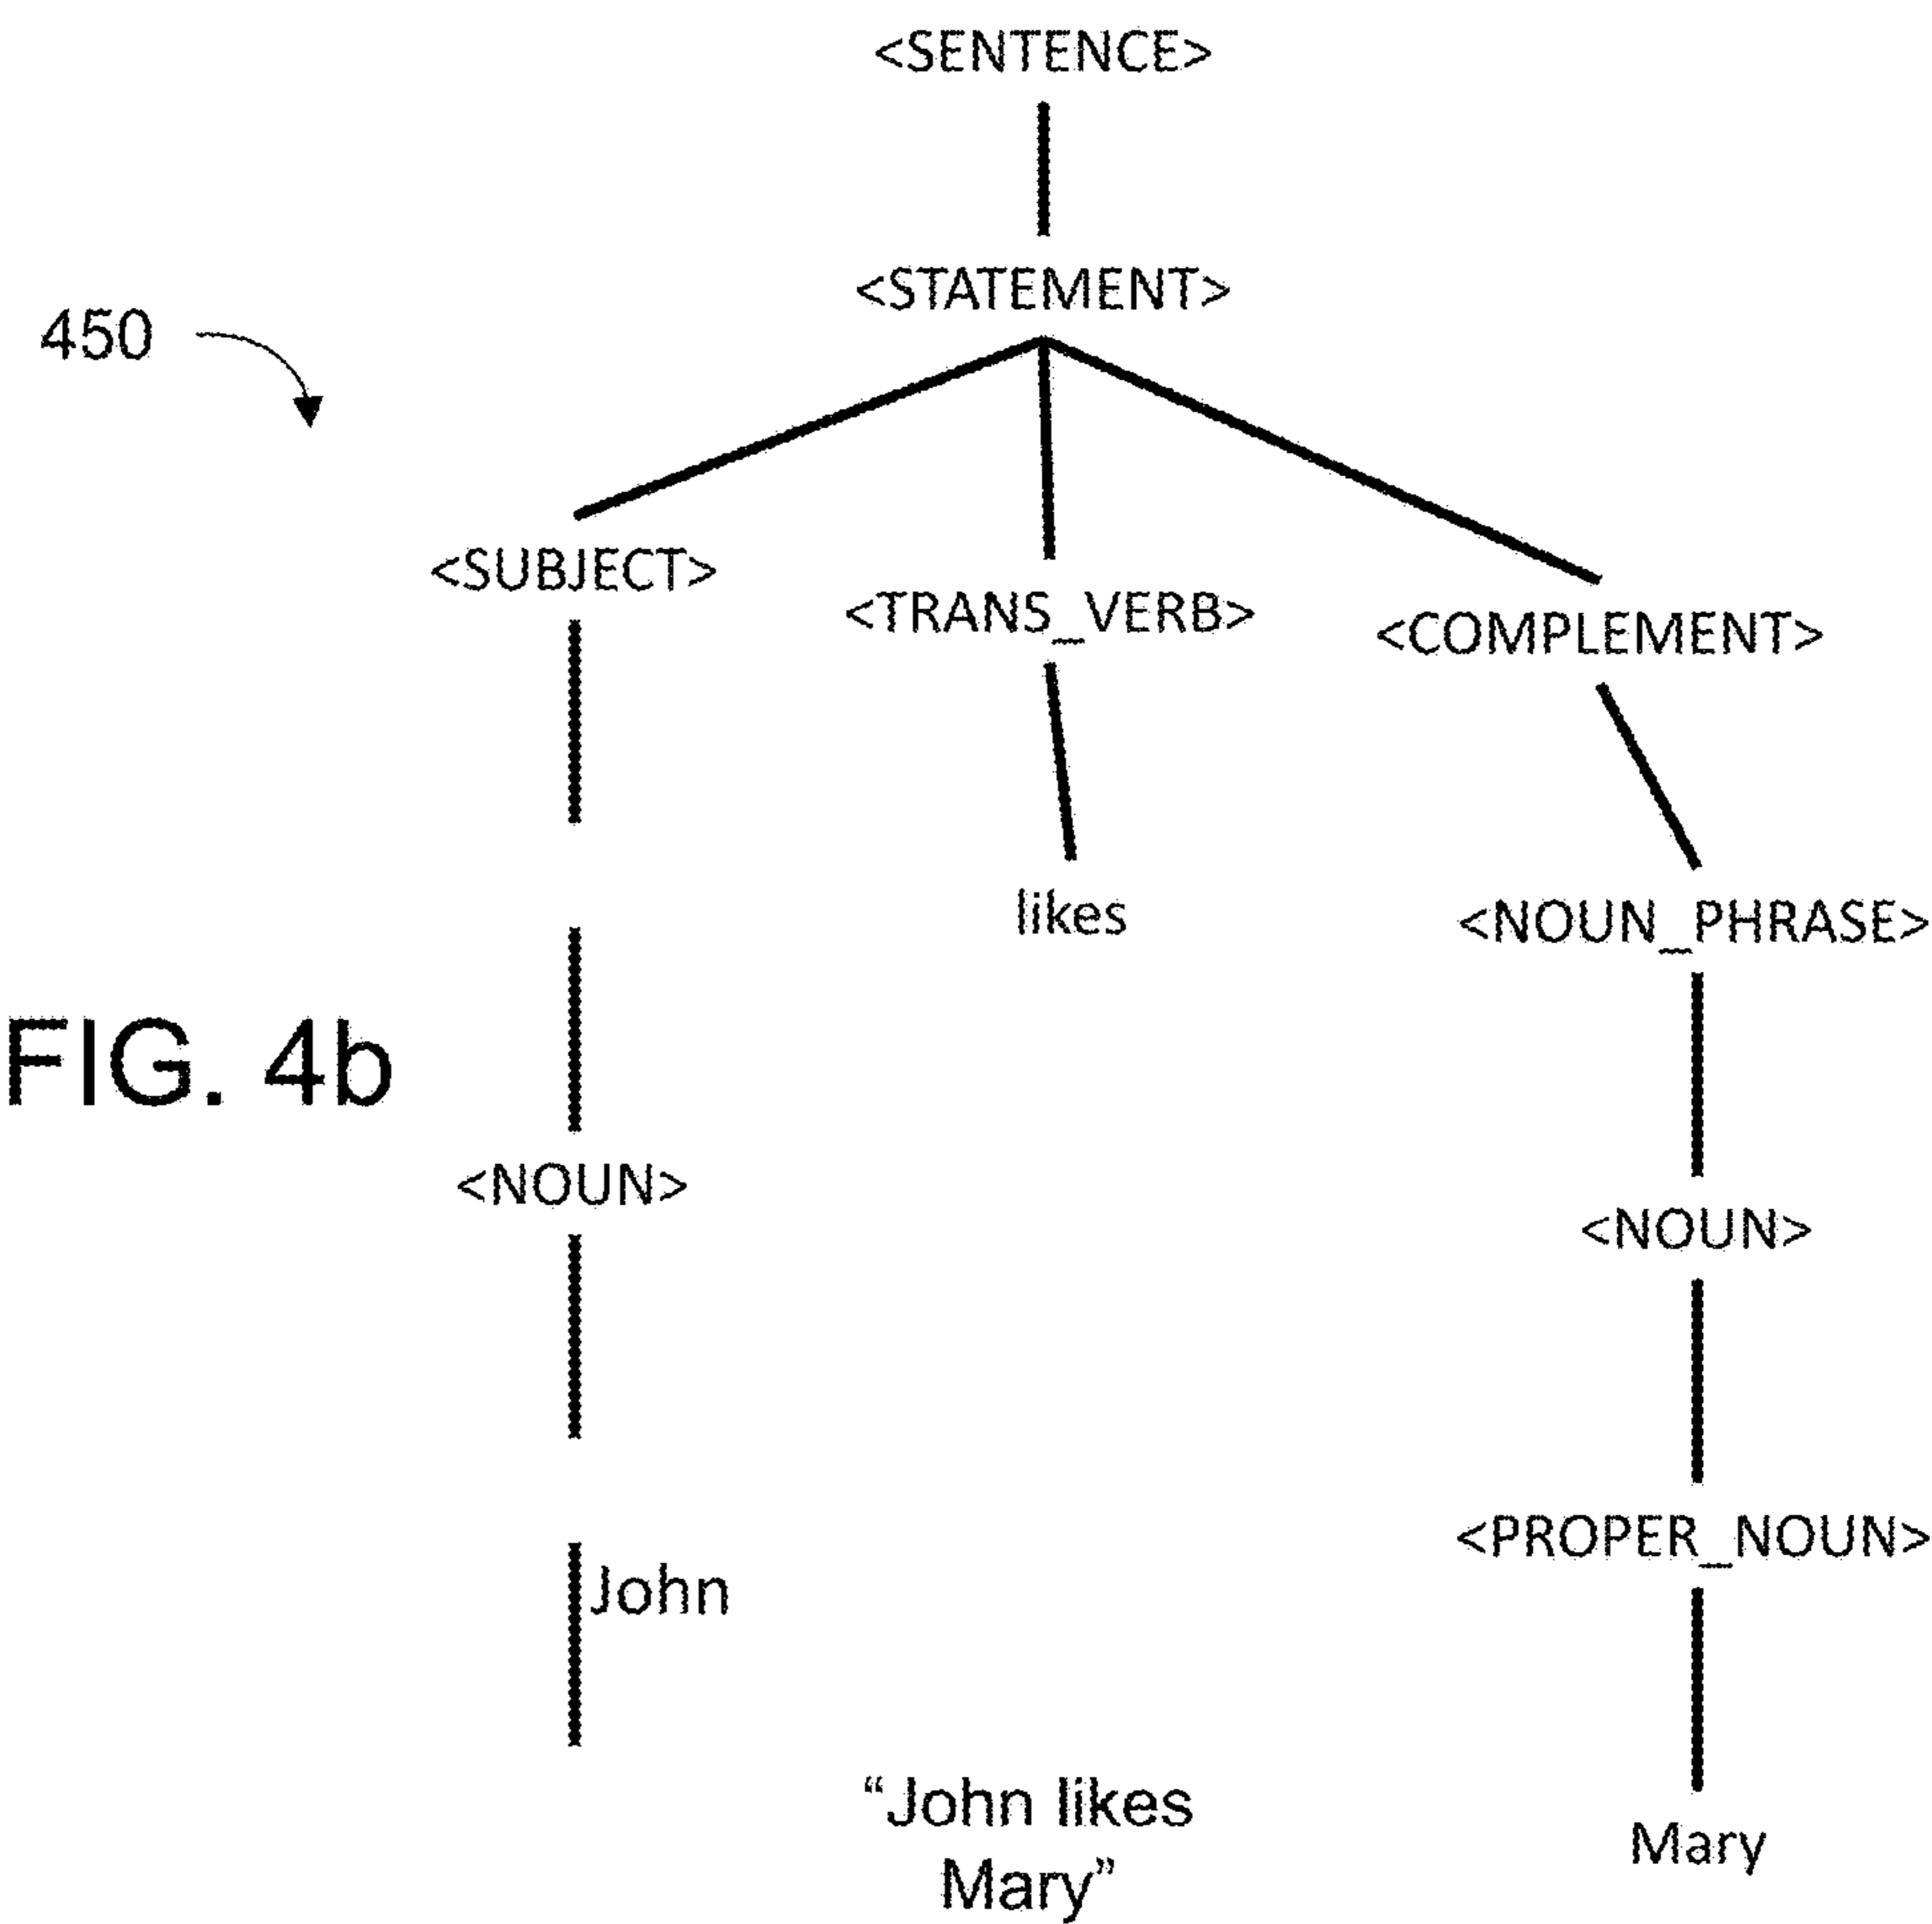 <SENTENCE>
<STATEMENT>
450
<SUBJECT>
<TRANS_VERB>
<COMPLEMENT>
likes
<NOUN_PHRASE>
FIG. 4b
<NOUN>
<NOUN>
<PROPER_NOUN>
John
“John likes
Mary”
Mary